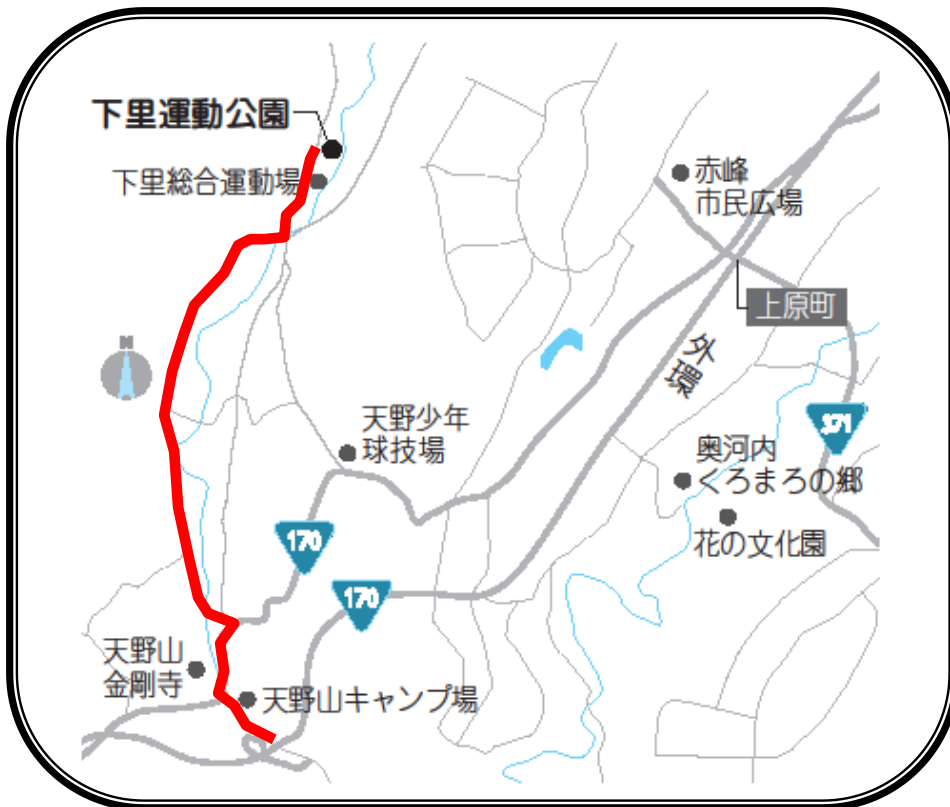 下里運動公園
下里総合運動場
赤峰
市民広場
上原町
N
外環
371
天野少年
球技場
奥河内
くろまろの郷
花の文化園
170
170
天野山
金剛寺
天野山キャンプ場